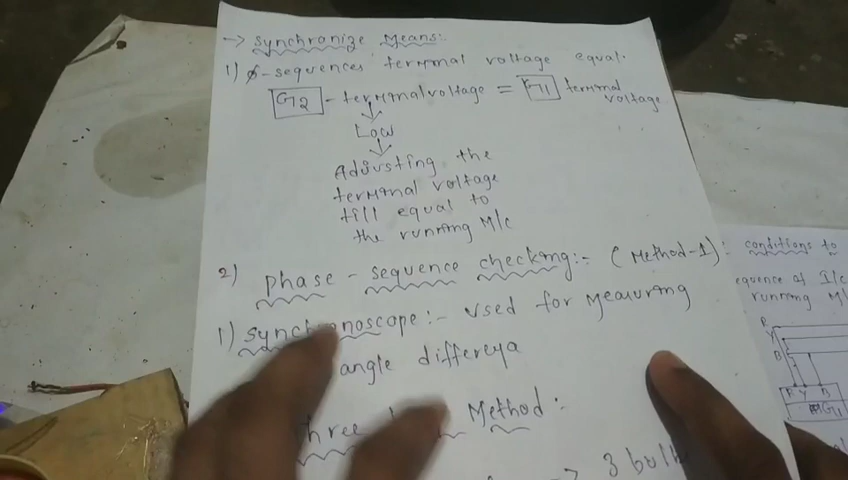 -> synchronize Means:-
1) ϕ-sequences terminal voltage equal.
G2 - terminal voltage = G1 terminal voltage
Low
Adjusting the
terminal voltage
till equal to
the running M/c
2) phase - sequence checking:- (Method-1)
1) synchronoscope:- used for measuring
angle differeya
Method:-
-> 3 bulb
: conditions to
equence of I/c
running M/
R
Y
B
R Y B
G1